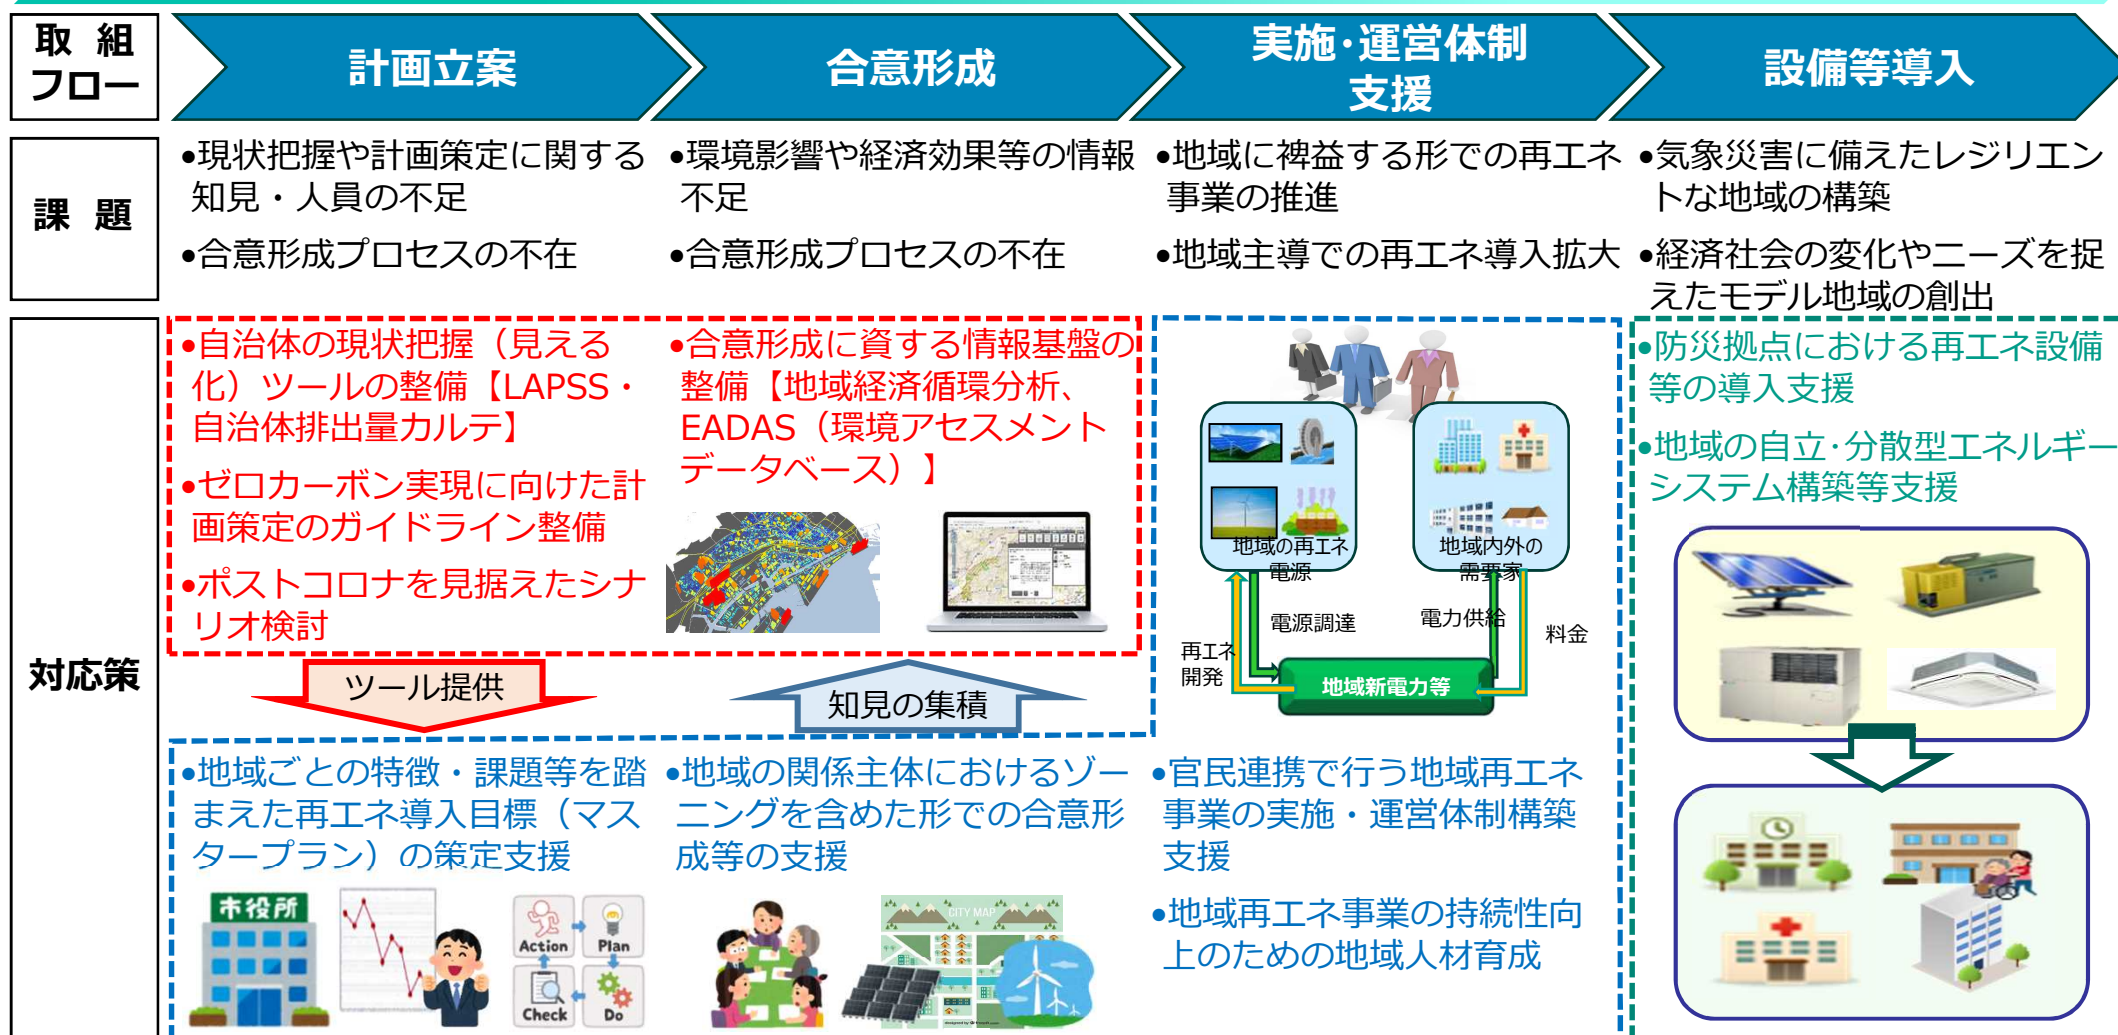 取 組
フロー
計画立案
合意形成
実施･運営体制
支援
設備等導入
課 題
•現状把握や計画策定に関する
知見・人員の不足
•合意形成プロセスの不在
•環境影響や経済効果等の情報
不足
•合意形成プロセスの不在
•地域に裨益する形での再エネ
事業の推進
•地域主導での再エネ導入拡大
•気象災害に備えたレジリエン
トな地域の構築
•経済社会の変化やニーズを捉
えたモデル地域の創出
対応策
•自治体の現状把握（見える
化）ツールの整備【LAPSS・
自治体排出量カルテ】
•ゼロカーボン実現に向けた計
画策定のガイドライン整備
•ポストコロナを見据えたシナ
リオ検討
•合意形成に資する情報基盤の
整備【地域経済循環分析、
EADAS（環境アセスメント
データベース）】
ツール提供
知見の集積
•地域ごとの特徴・課題等を踏
まえた再エネ導入目標（マス
タープラン）の策定支援
市役所
Action
Plan
Check
Do
•地域の関係主体におけるゾー
ニングを含めた形での合意形
成等の支援
CITY MAP
地域の再エネ
電源
地域内外の
需要家
電源調達
電力供給
料金
再エネ
開発
地域新電力等
•官民連携で行う地域再エネ
事業の実施・運営体制構築
支援
•地域再エネ事業の持続性向
上のための地域人材育成
•防災拠点における再エネ設備
等の導入支援
•地域の自立･分散型エネルギー
システム構築等支援